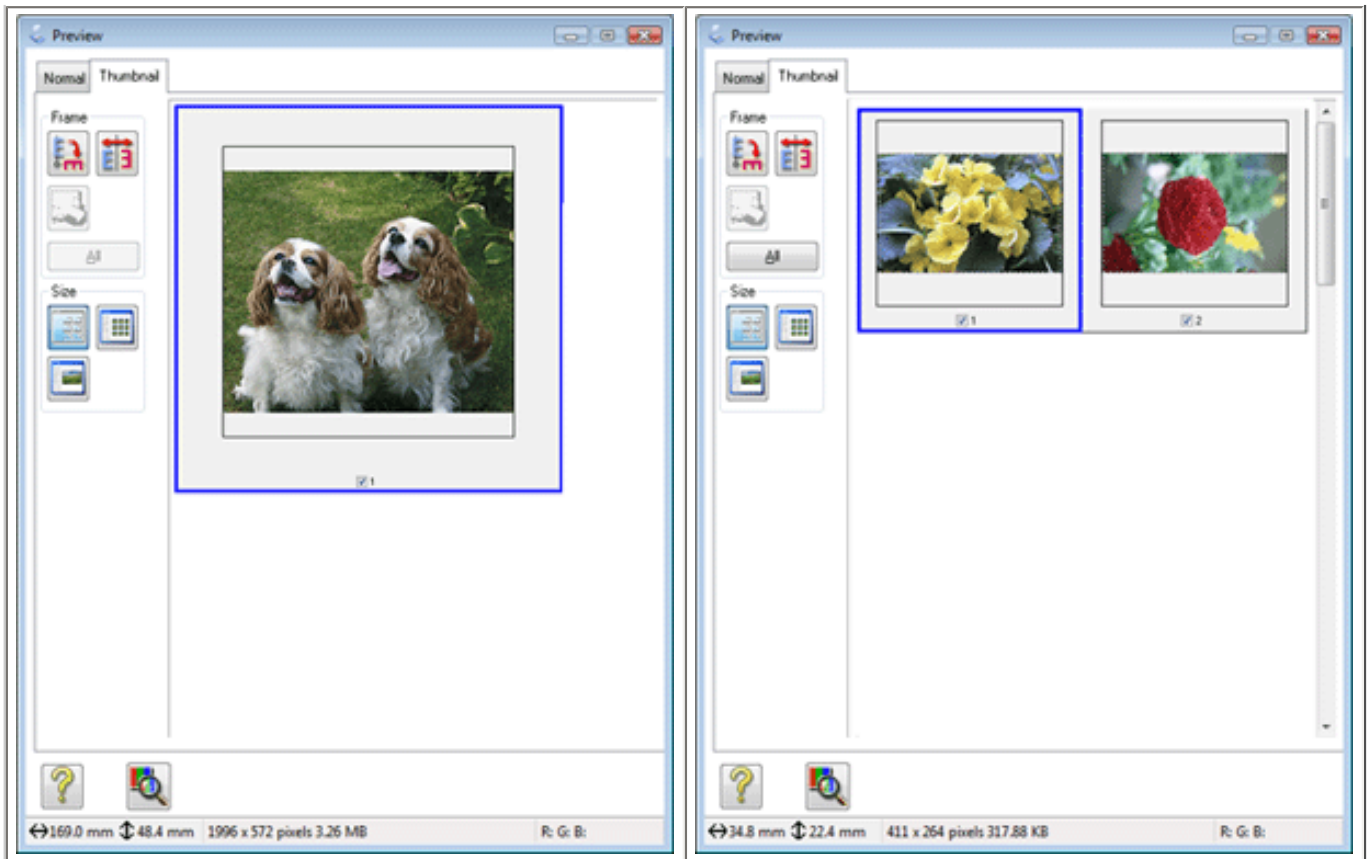 Preview
Normal Thumbnail
Frame
All
Size
1
169.0 mm 48.4 mm 1996 x 572 pixels 3.26 MB R: G: B:
Preview
Normal Thumbnail
Frame
All
Size
1 2
34.8 mm 22.4 mm 411 x 264 pixels 317.88 KB R: G: B: